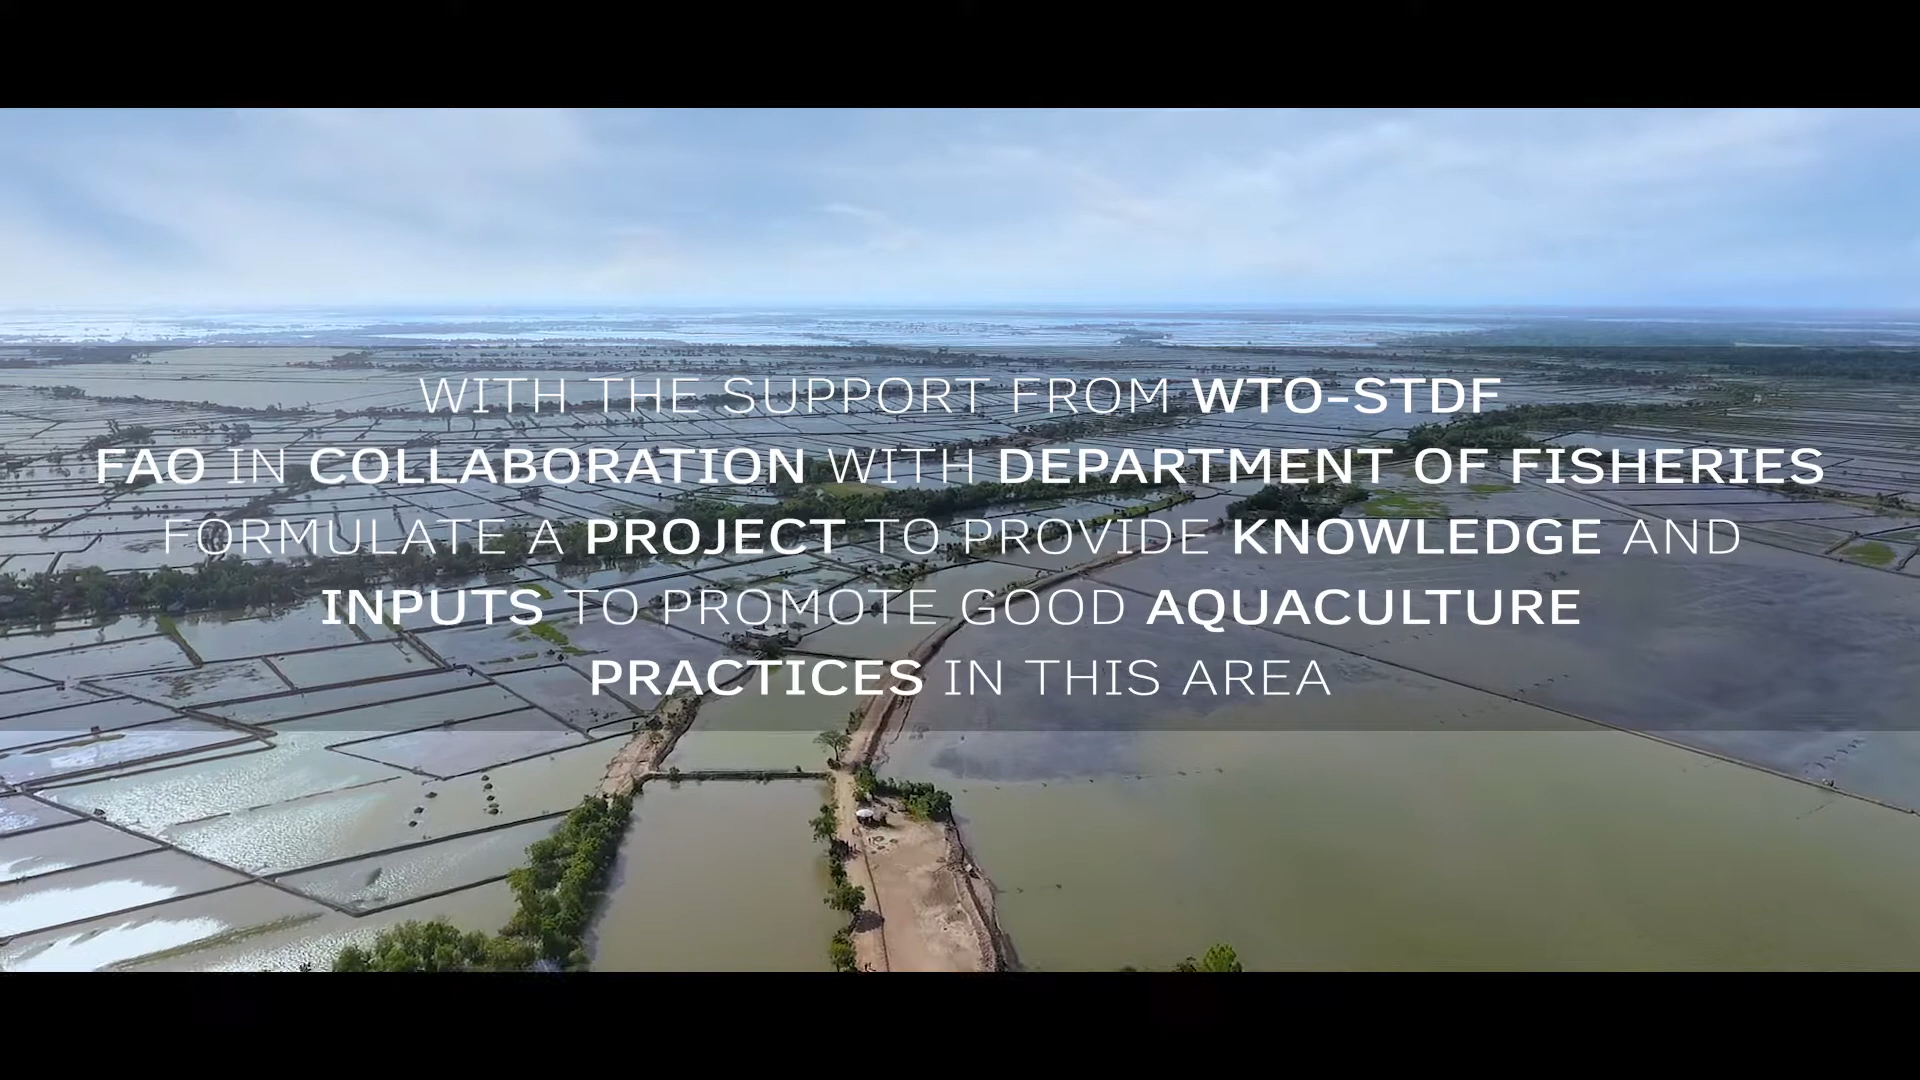 WITH THE SUPPORT FROM WTO-STDF
FAO IN COLLABORATION WITH DEPARTMENT OF FISHERIES
FORMULATE A PROJECT TO PROVIDE KNOWLEDGE AND
INPUTS TO PROMOTE GOOD AQUACULTURE
PRACTICES IN THIS AREA